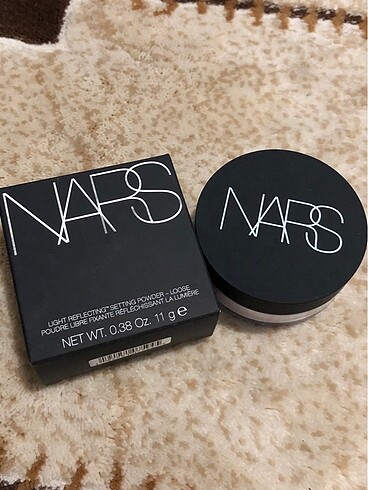 NARS
LIGHT REFLECTING™ SETTING POWDER - LOOSE
POUDRE LIBRE FIXANTE RÉFLÉCHISSANT LA LUMIÈRE
NET WT. 0.38 Oz. 11 g e
NARS